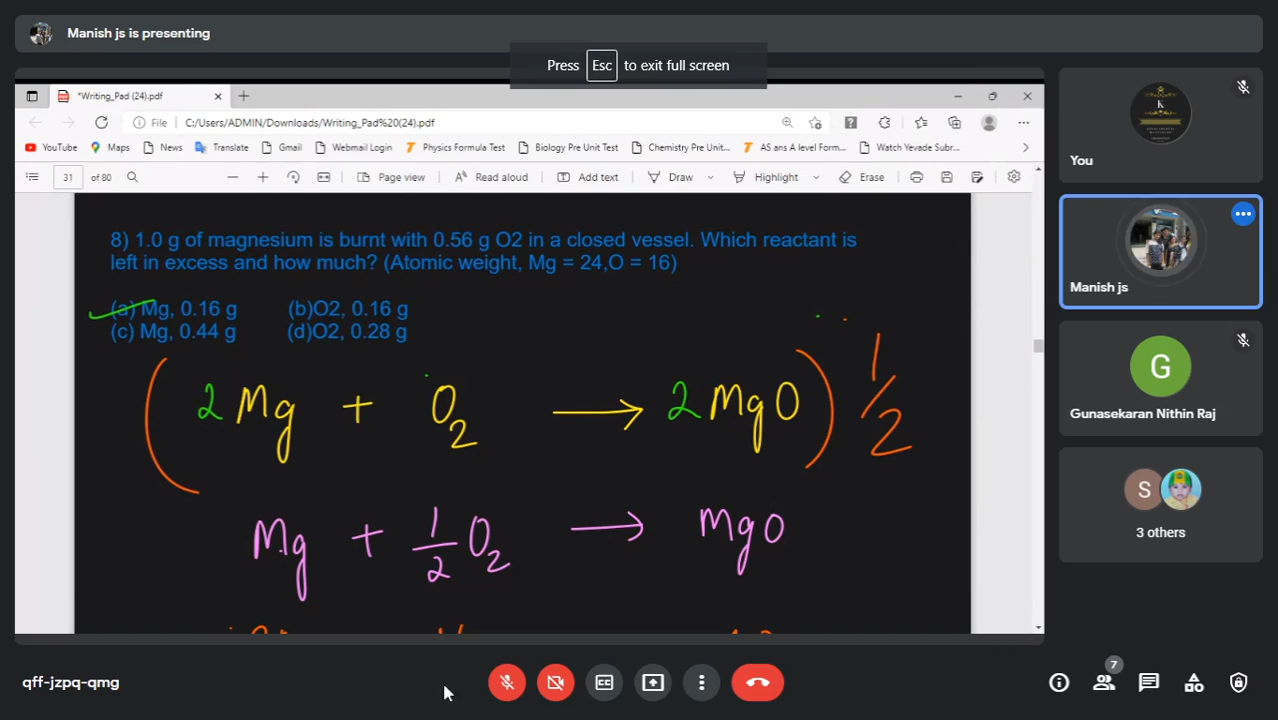 Manish js is presenting
Press Esc to exit full screen
*Writing_Pad (24).pdf
File C:/Users/ADMIN/Downloads/Writing_Pad%20(24).pdf
YouTube Maps News Translate Gmail Webmail Login Physics Formula Test Biology Pre Unit Test Chemistry Pre Unit... AS ans A level Form... Watch Yevade Subr...
31 of 80 Page view Read aloud Add text Draw Highlight Erase
8) 1.0 g of magnesium is burnt with 0.56 g O2 in a closed vessel. Which reactant is
left in excess and how much? (Atomic weight, Mg = 24,O = 16)
(a) Mg, 0.16 g (b)O2, 0.16 g
(c) Mg, 0.44 g (d)O2, 0.28 g
(2Mg + O2 → 2MgO) 1/2
Mg + 1/2 O2 → MgO
K
You
Manish js
G
Gunasekaran Nithin Raj
S
3 others
qff-jzpq-qmg
7